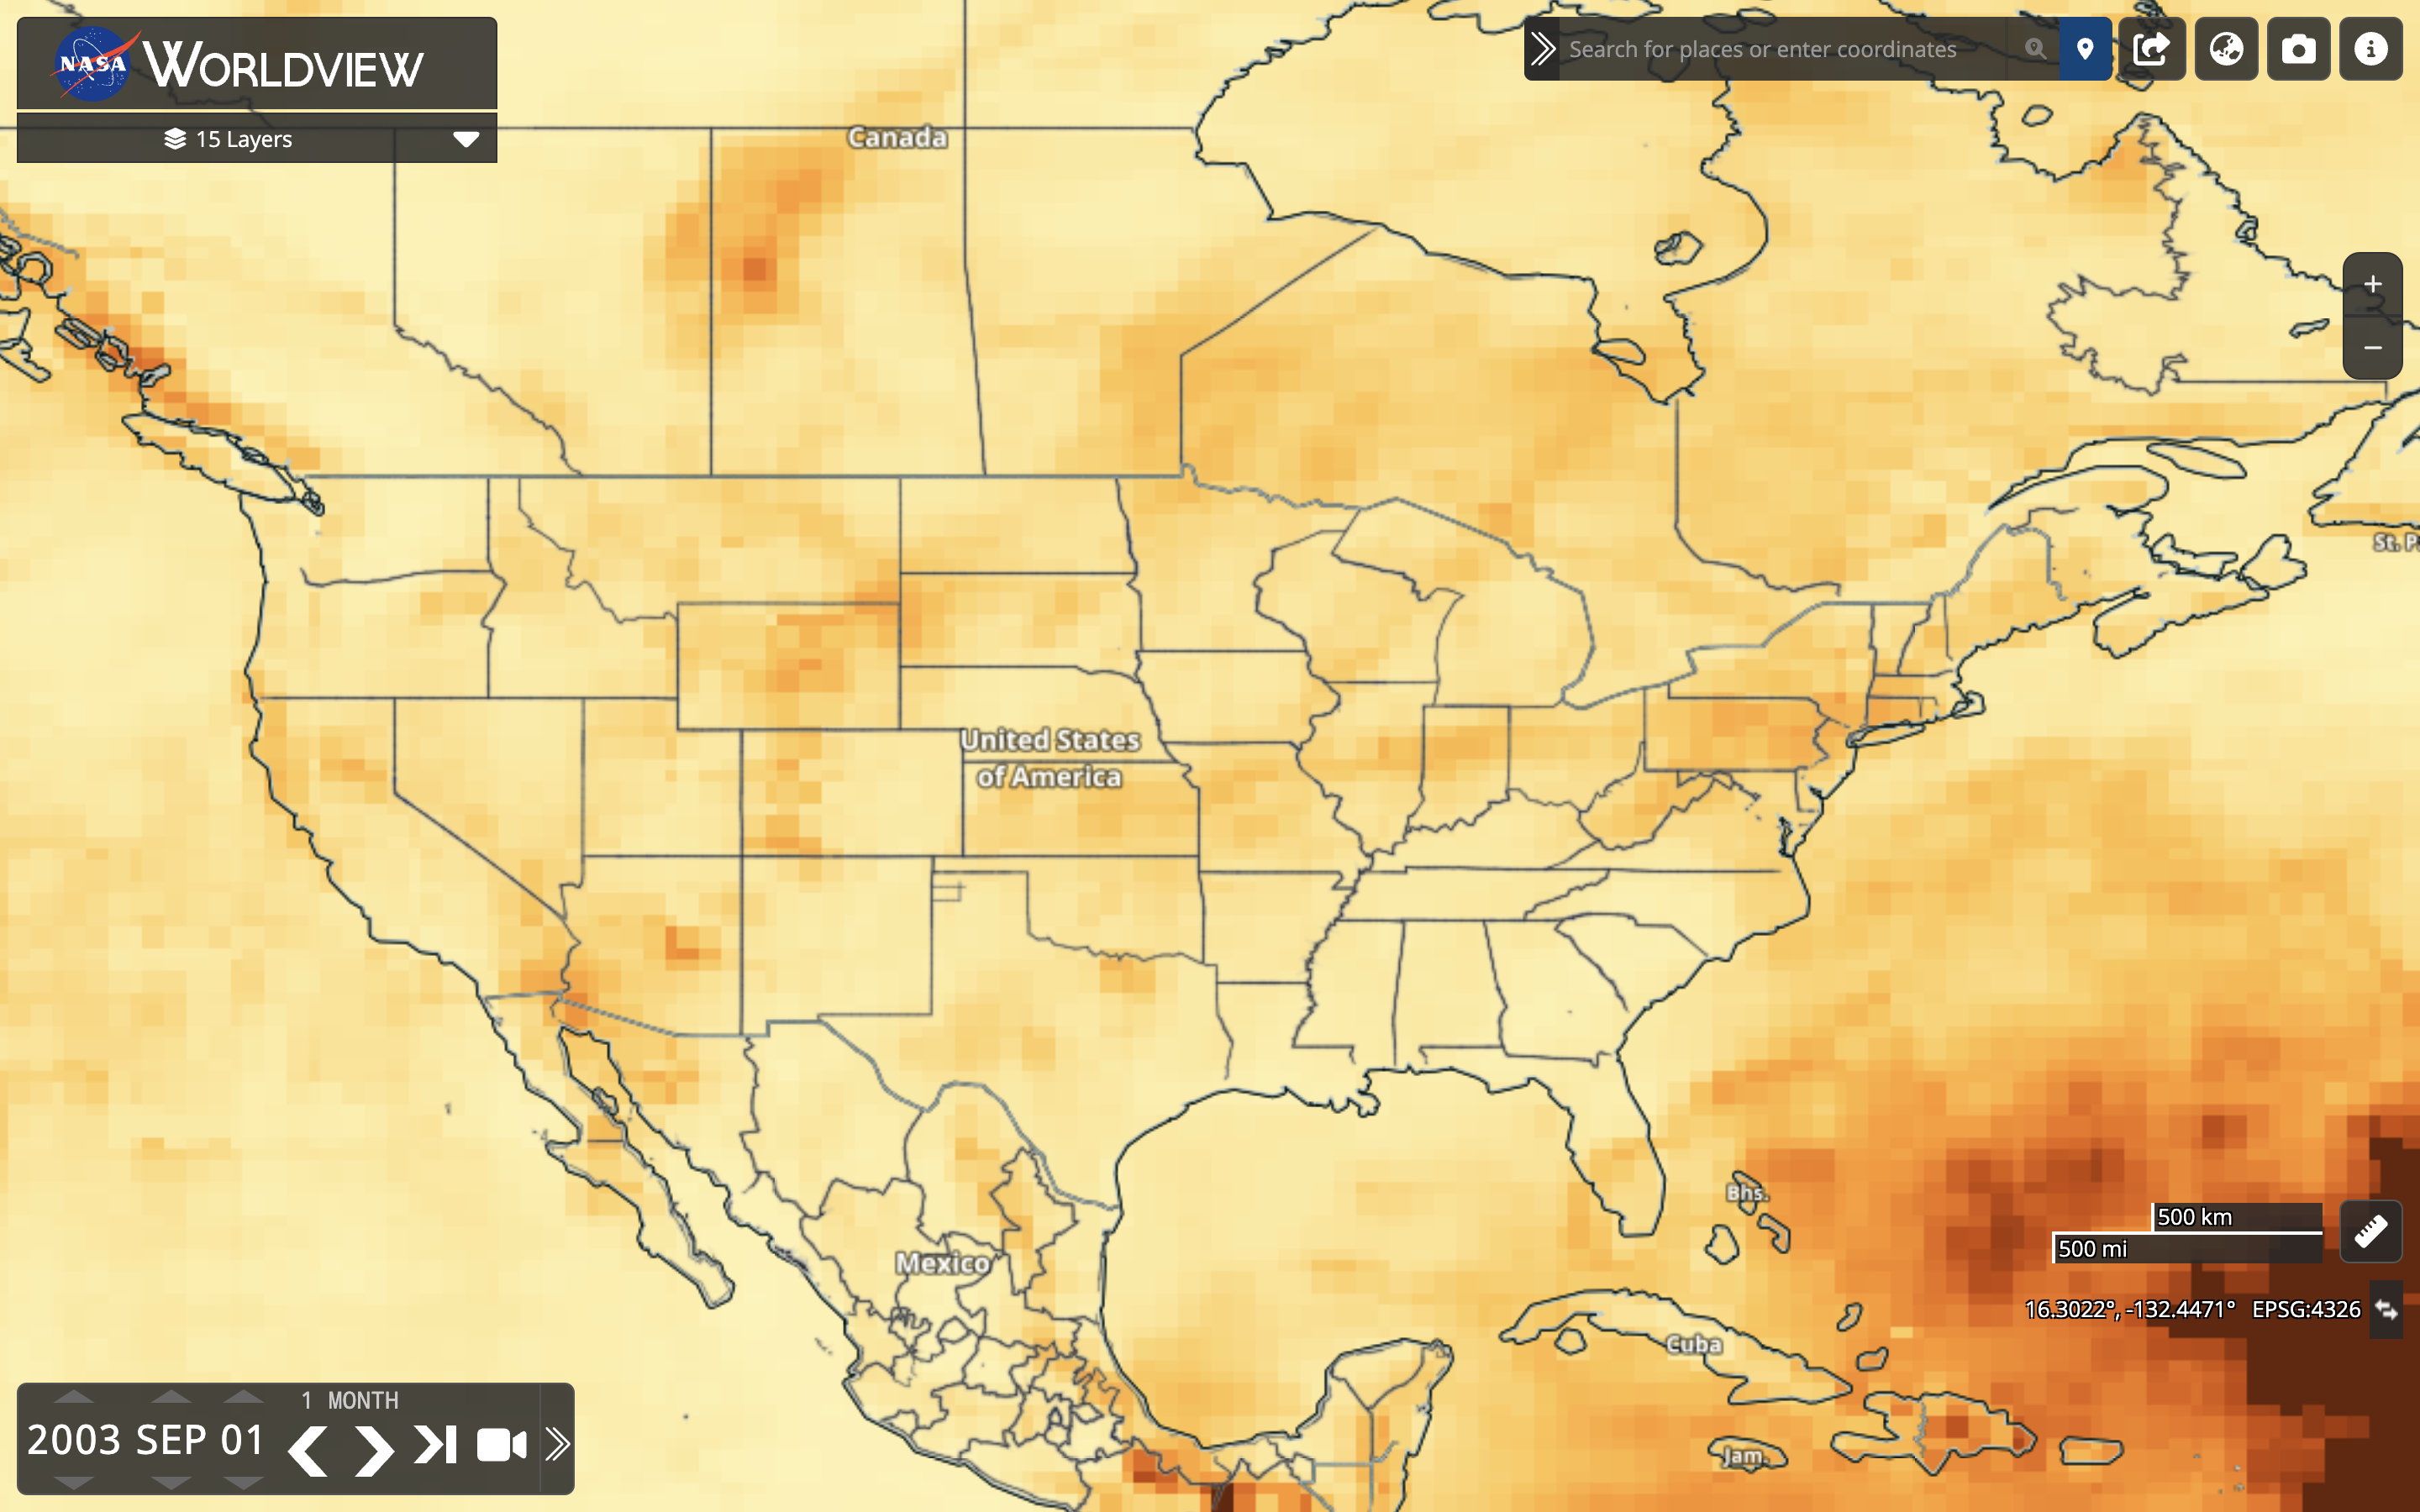 NASA WORLDVIEW
15 Layers
Search for places or enter coordinates
Canada
St. P
United States
of America
Bhs.
500 km
500 mi
Mexico
16.3022°, -132.4471° EPSG:4326
Cuba
Jam.
1 MONTH
2003 SEP 01